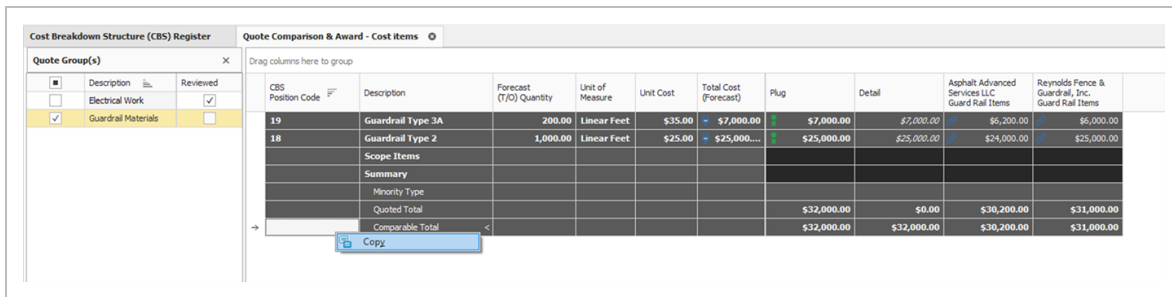 Cost Breakdown Structure (CBS) Register Quote Comparison & Award - Cost items
Quote Group(s)
Description Reviewed
Electrical Work
Guardrail Materials
Drag columns here to group
CBS Position Code Description Forecast (T/O) Quantity Unit of Measure Unit Cost Total Cost (Forecast) Plug Detail Asphalt Advanced Services LLC Guard Rail Items Reynolds Fence & Guardrail, Inc. Guard Rail Items
19 Guardrail Type 3A 200.00 Linear Feet $35.00 $7,000.00 $7,000.00 $7,000.00 $6,200.00 $6,000.00
18 Guardrail Type 2 1,000.00 Linear Feet $25.00 $25,000.... $25,000.00 $25,000.00 $24,000.00 $25,000.00
Scope Items
Summary
Minority Type
Quoted Total $32,000.00 $0.00 $30,200.00 $31,000.00
Comparable Total < $32,000.00 $32,000.00 $30,200.00 $31,000.00
Copy